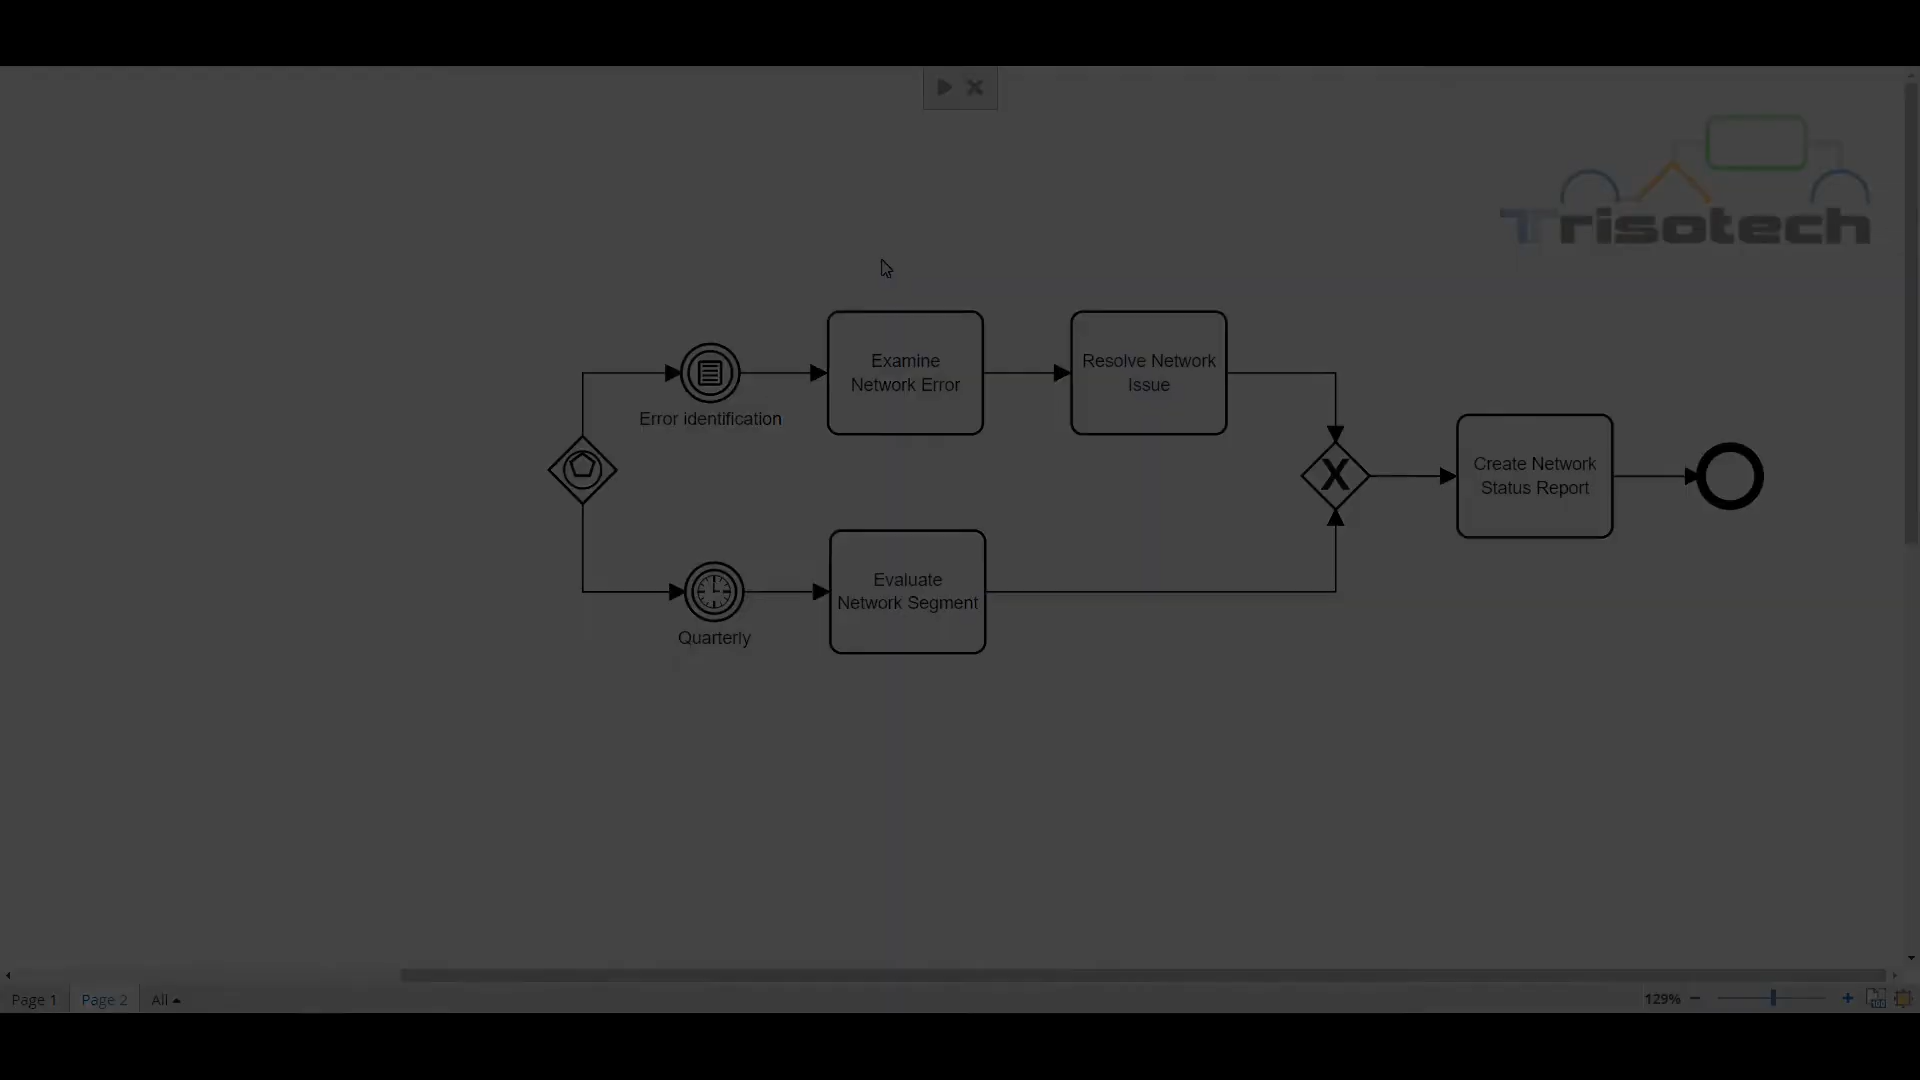 Trisotech
Examine
Network Error
Resolve Network
Issue
Error identification
X
Create Network
Status Report
Evaluate
Network Segment
Quarterly
Page 1
Page 2
All
129%